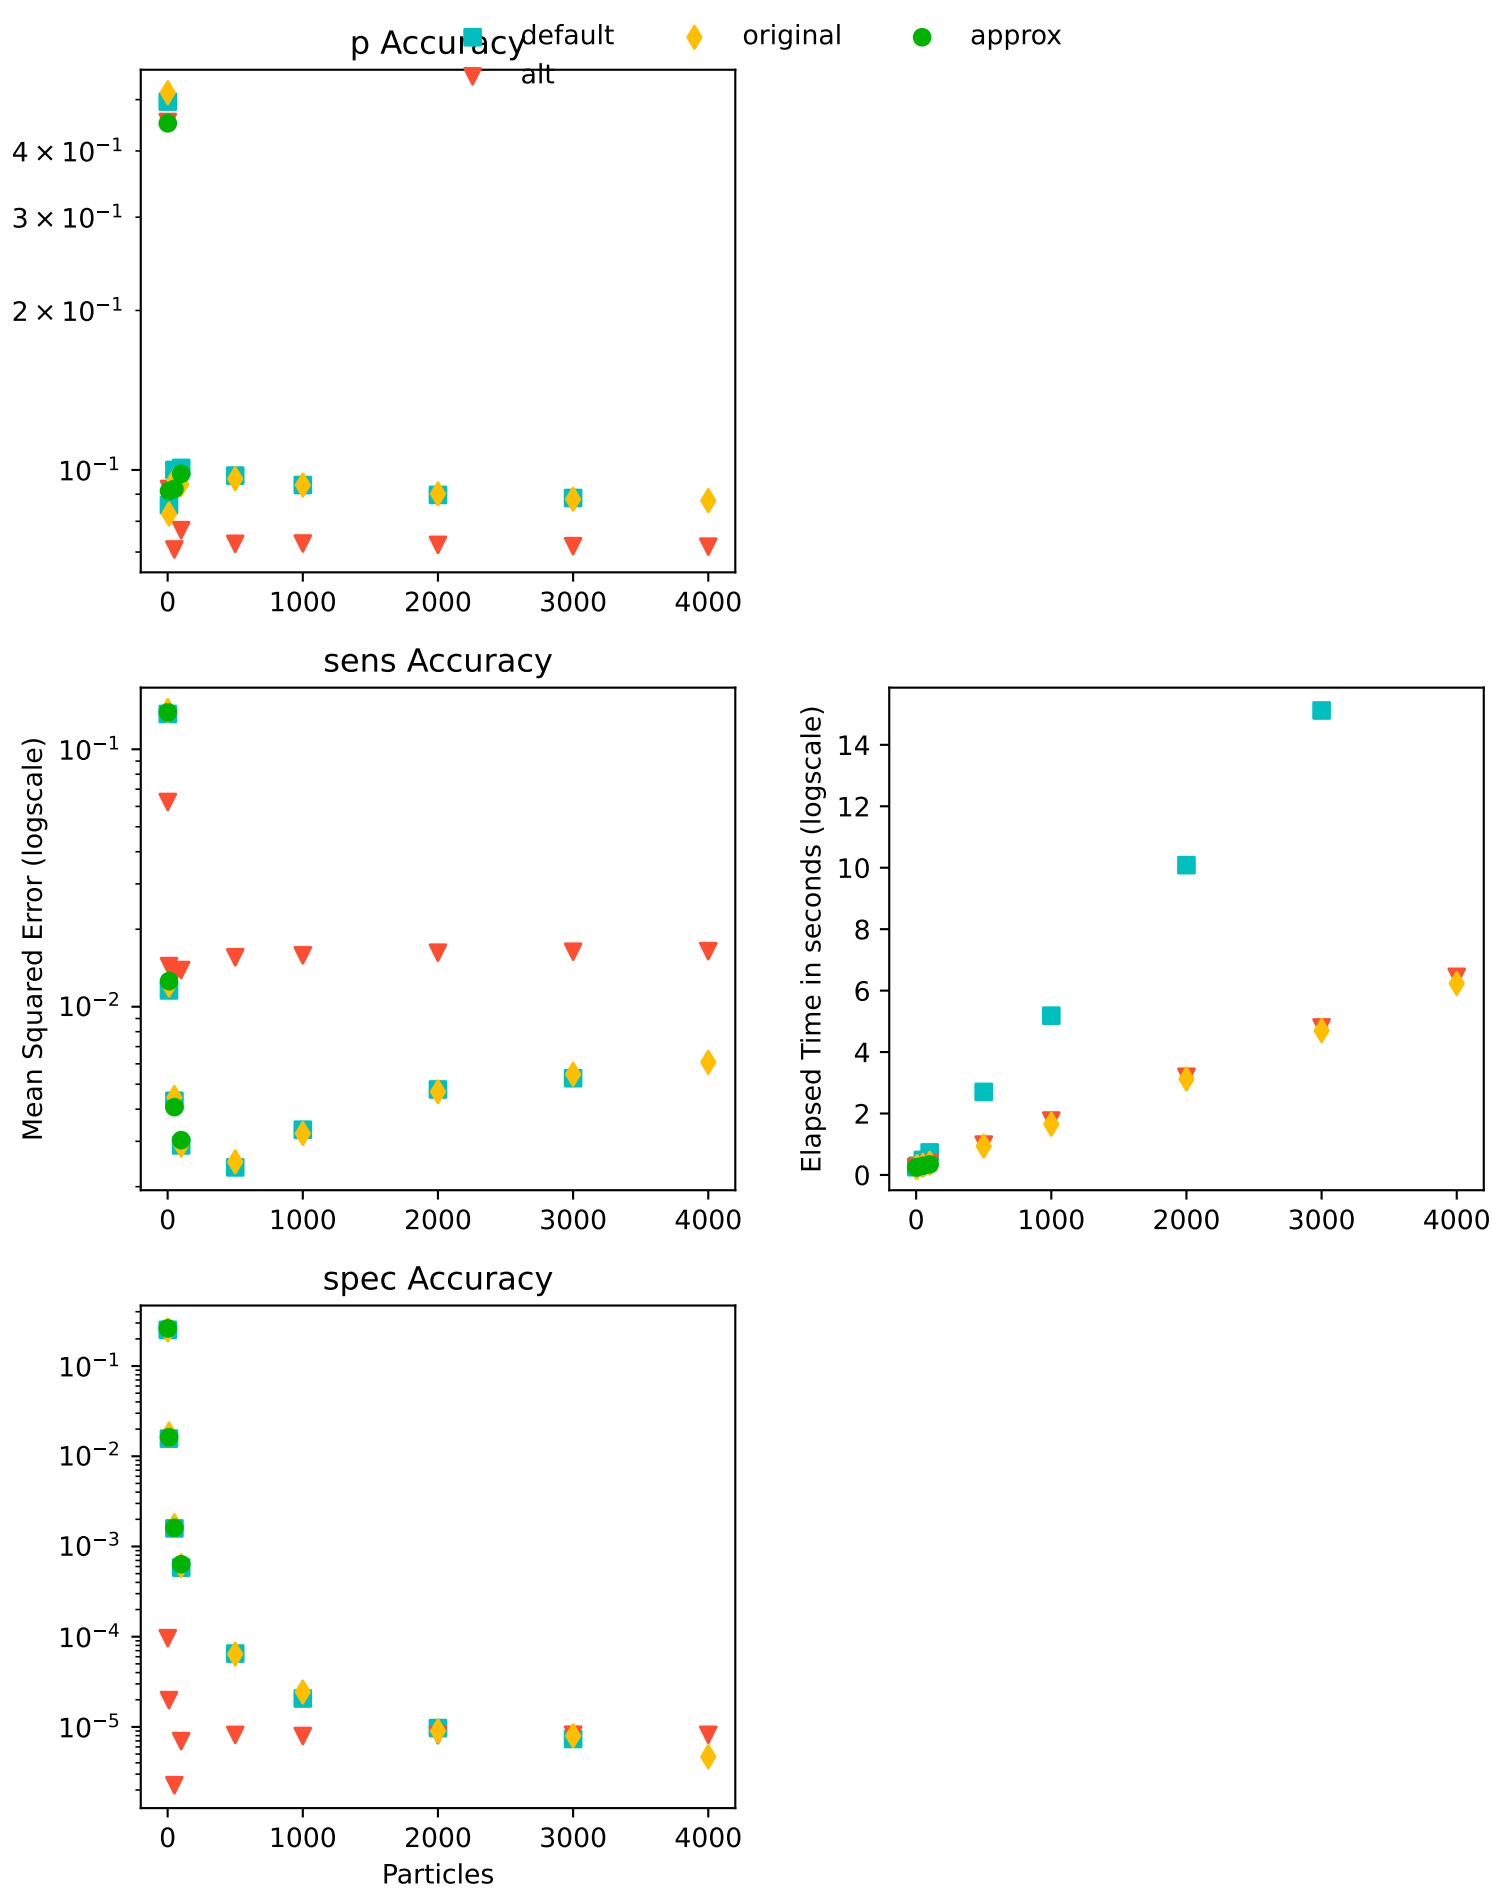 default original approx
alt
p Accuracy
4 × 10⁻¹
3 × 10⁻¹
2 × 10⁻¹
10⁻¹
0 1000 2000 3000 4000
sens Accuracy
Mean Squared Error (logscale)
10⁻¹
10⁻²
0 1000 2000 3000 4000
Elapsed Time in seconds (logscale)
14
12
10
8
6
4
2
0
0 1000 2000 3000 4000
spec Accuracy
10⁻¹
10⁻²
10⁻³
10⁻⁴
10⁻⁵
0 1000 2000 3000 4000
Particles